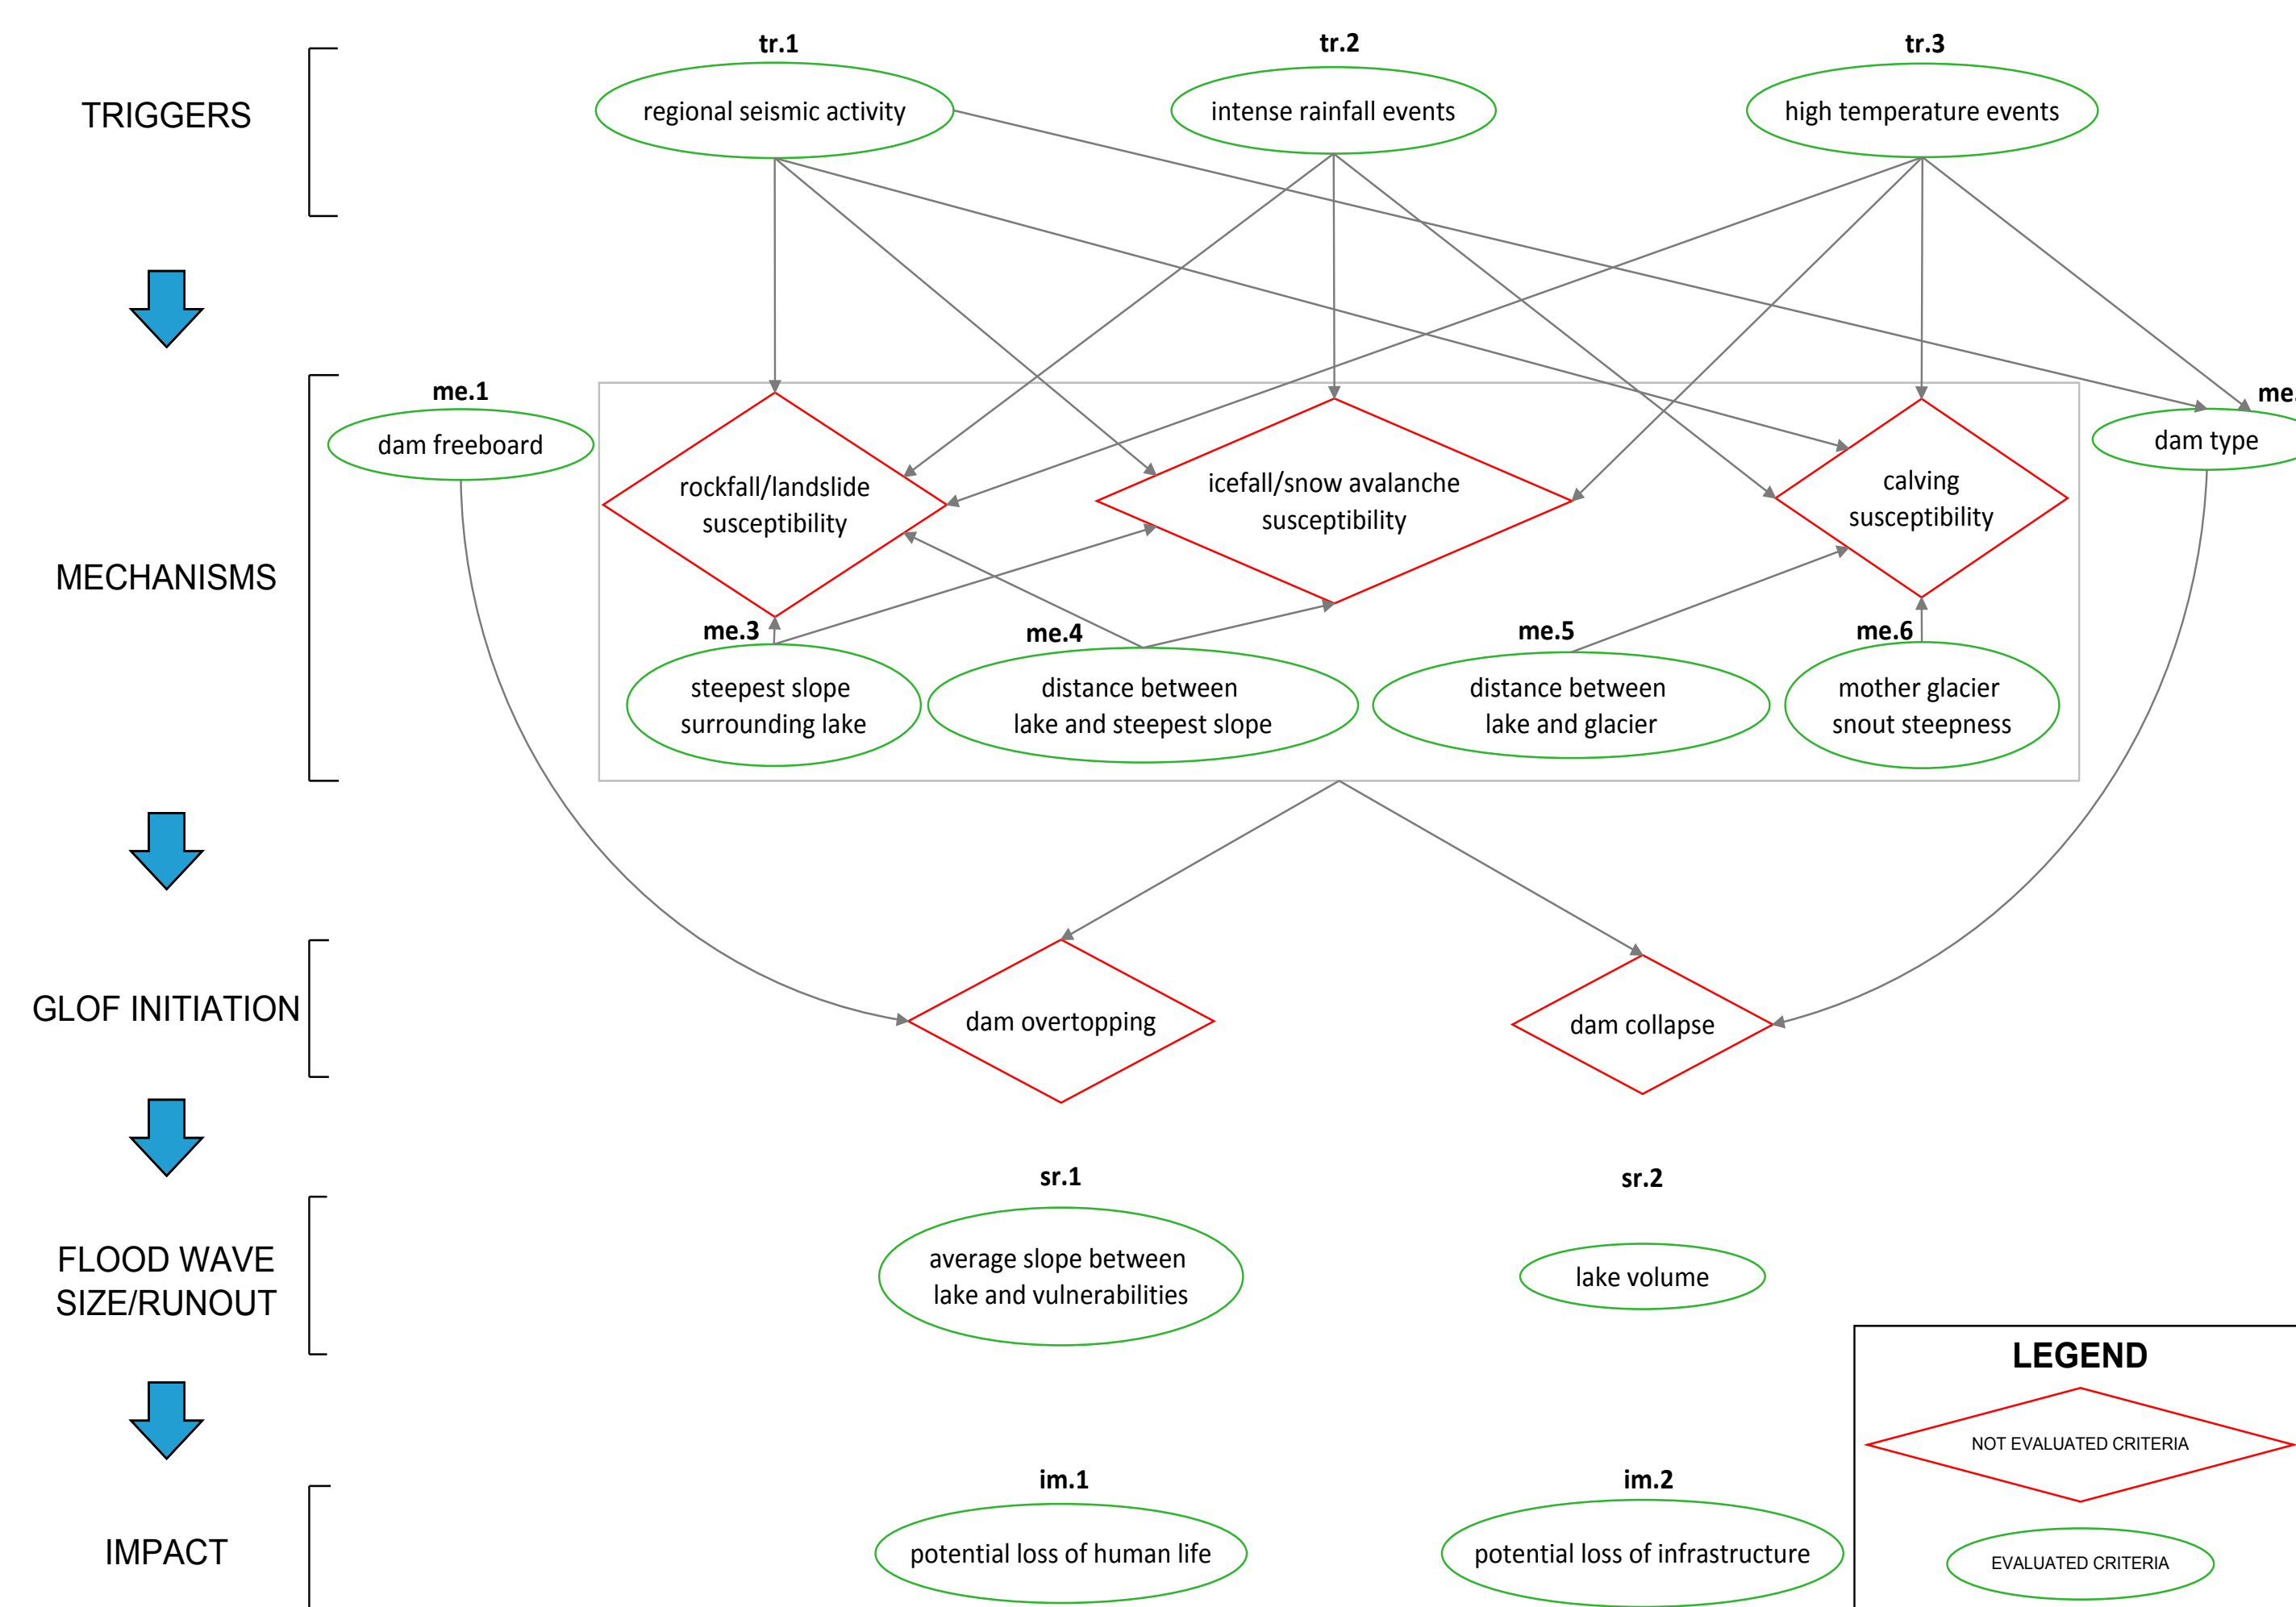 tr.1
tr.2
tr.3
TRIGGERS
regional seismic activity
intense rainfall events
high temperature events
me.1
me.
dam freeboard
dam type
MECHANISMS
rockfall/landslide
susceptibility
icefall/snow avalanche
susceptibility
calving
susceptibility
me.3
me.4
me.5
me.6
steepest slope
surrounding lake
distance between
lake and steepest slope
distance between
lake and glacier
mother glacier
snout steepness
GLOF INITIATION
dam overtopping
dam collapse
sr.1
sr.2
FLOOD WAVE
SIZE/RUNOUT
average slope between
lake and vulnerabilities
lake volume
LEGEND
NOT EVALUATED CRITERIA
EVALUATED CRITERIA
im.1
im.2
IMPACT
potential loss of human life
potential loss of infrastructure